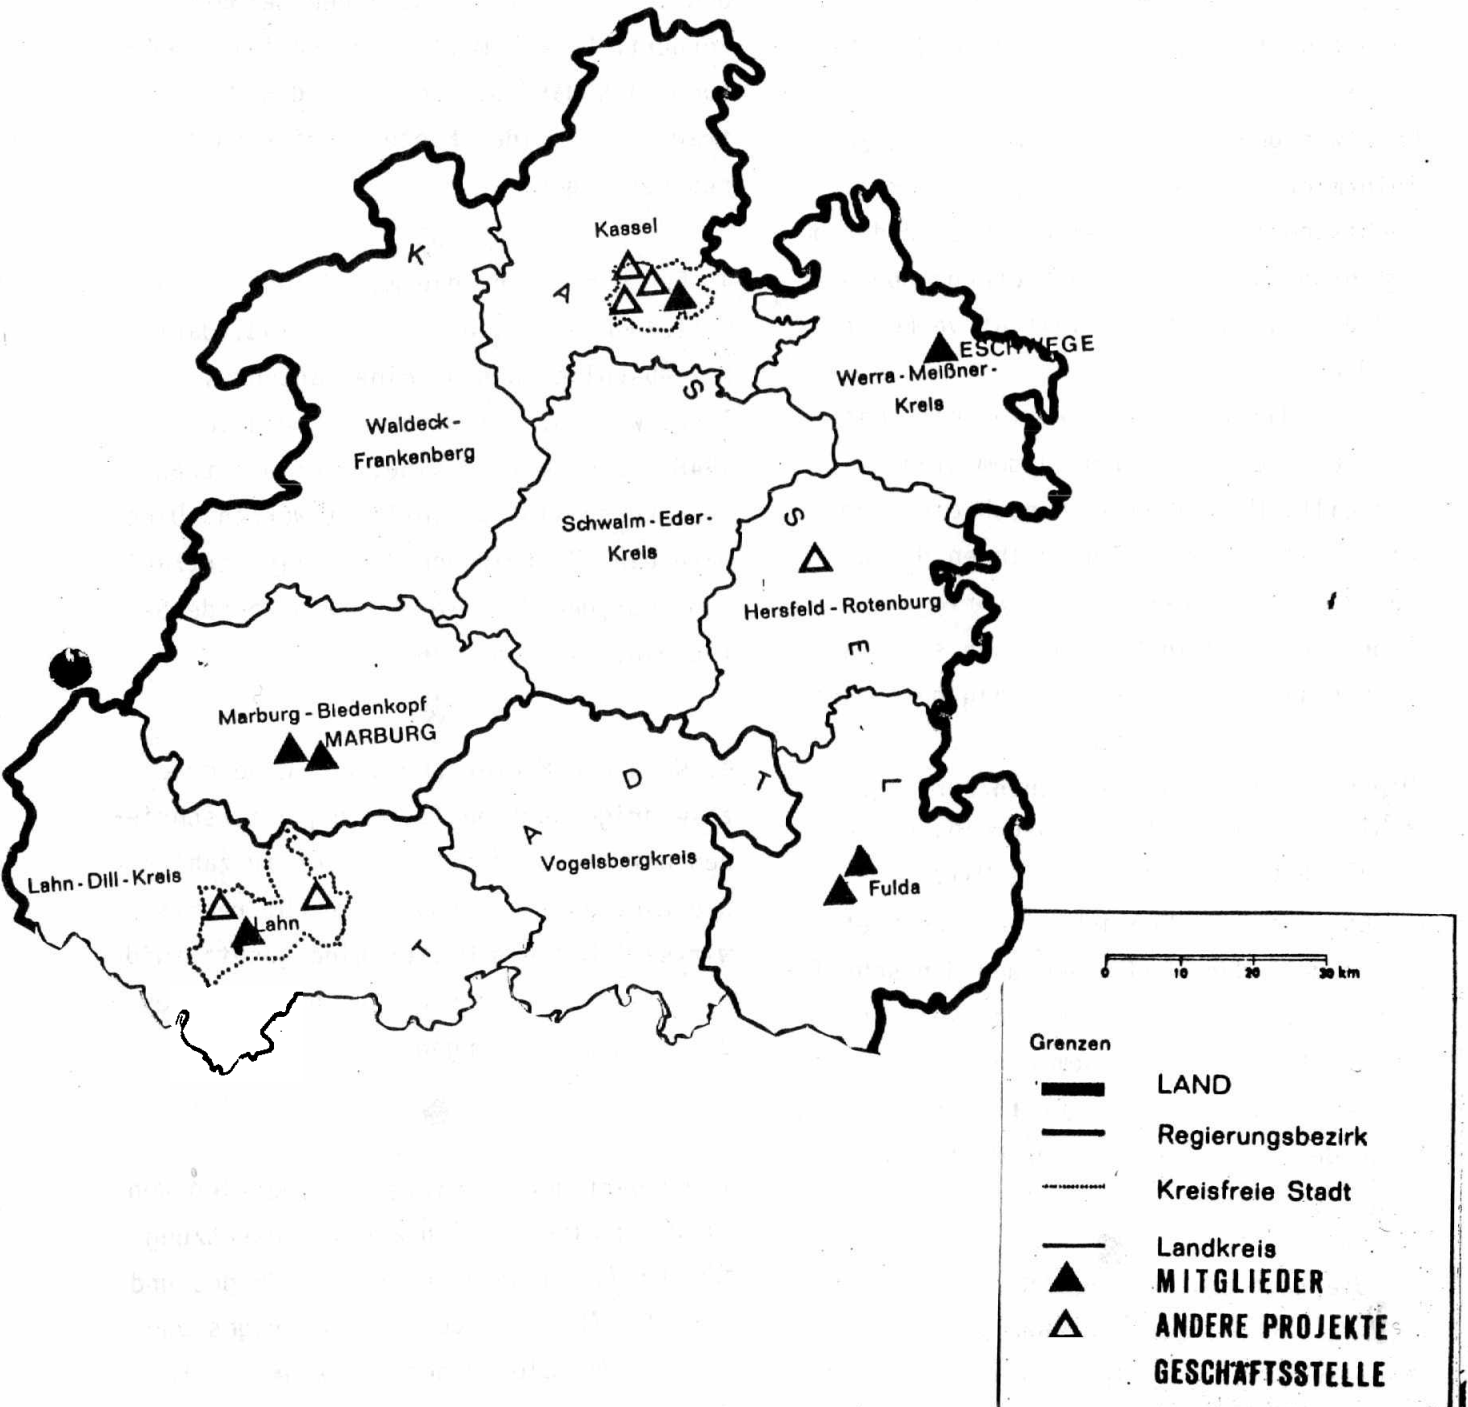 Kassel
K
A
S
S
E
L
ESCHWEGE
Werra-Meißner-
Kreis
Waldeck-
Frankenberg
Schwalm-Eder-
Kreis
Hersfeld-Rotenburg
Marburg-Biedenkopf
MARBURG
D
A
T
T
Vogelsbergkreis
Lahn-Dill-Kreis
Lahn
Fulda
0 10 20 30 km
Grenzen
LAND
Regierungsbezirk
Kreisfreie Stadt
Landkreis
MITGLIEDER
ANDERE PROJEKTE
GESCHÄFTSSTELLE